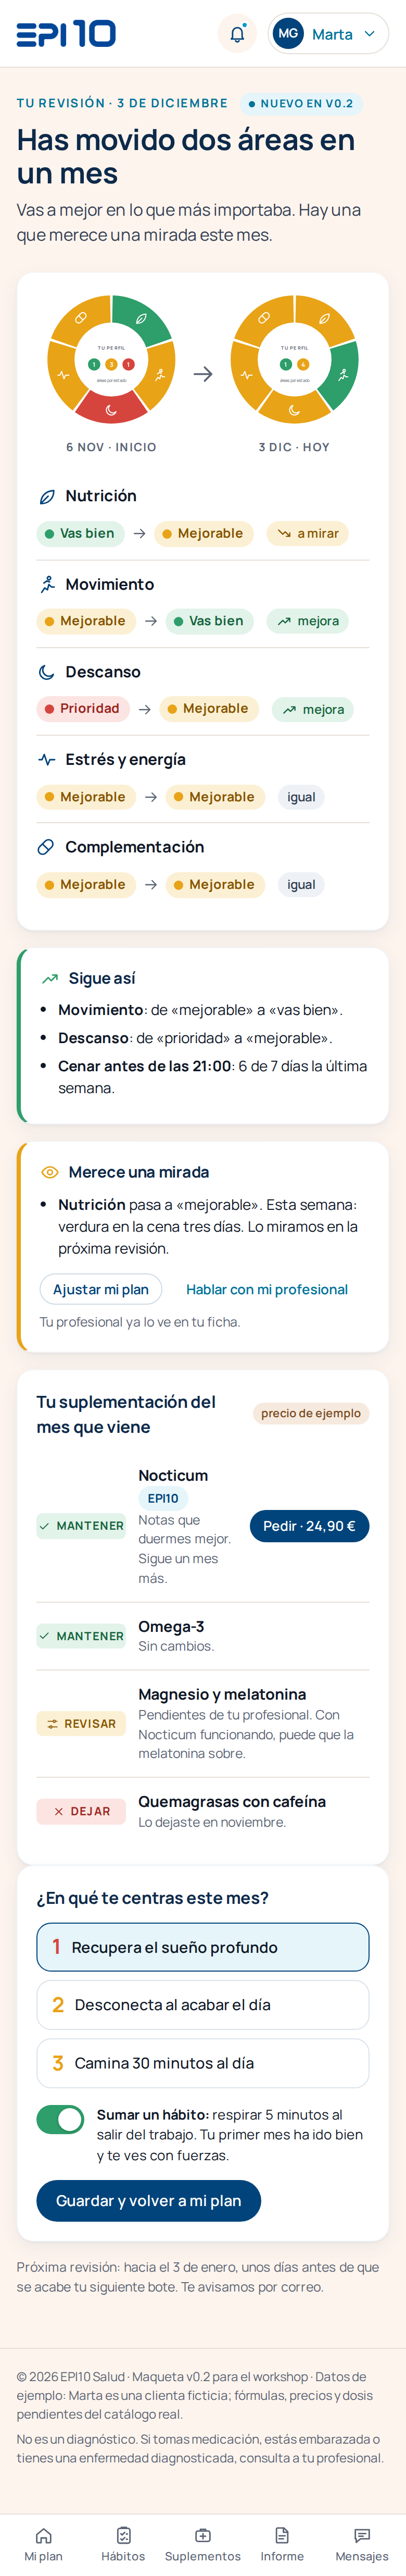 EPI10
MG Marta
TU REVISIÓN · 3 DE DICIEMBRE
NUEVO EN V0.2
Has movido dos áreas en
un mes
Vas a mejor en lo que más importaba. Hay una
que merece una mirada este mes.
TU PERFIL
1 3 1
áreas por estado
6 NOV · INICIO
TU PERFIL
1 4
áreas por estado
3 DIC · HOY
Nutrición
Vas bien → Mejorable a mirar
Movimiento
Mejorable → Vas bien mejora
Descanso
Prioridad → Mejorable mejora
Estrés y energía
Mejorable → Mejorable igual
Complementación
Mejorable → Mejorable igual
Sigue así
• Movimiento: de «mejorable» a «vas bien».
• Descanso: de «prioridad» a «mejorable».
• Cenar antes de las 21:00: 6 de 7 días la última
semana.
Merece una mirada
• Nutrición pasa a «mejorable». Esta semana:
verdura en la cena tres días. Lo miramos en la
próxima revisión.
Ajustar mi plan Hablar con mi profesional
Tu profesional ya lo ve en tu ficha.
Tu suplementación del
mes que viene
precio de ejemplo
MANTENER
Nocticum
EPI10
Notas que
duermes mejor.
Sigue un mes
más.
Pedir · 24,90 €
MANTENER
Omega-3
Sin cambios.
REVISAR
Magnesio y melatonina
Pendientes de tu profesional. Con
Nocticum funcionando, puede que la
melatonina sobre.
DEJAR
Quemagrasas con cafeína
Lo dejaste en noviembre.
¿En qué te centras este mes?
1 Recupera el sueño profundo
2 Desconecta al acabar el día
3 Camina 30 minutos al día
Sumar un hábito: respirar 5 minutos al
salir del trabajo. Tu primer mes ha ido bien
y te ves con fuerzas.
Guardar y volver a mi plan
Próxima revisión: hacia el 3 de enero, unos días antes de que
se acabe tu siguiente bote. Te avisamos por correo.
© 2026 EPI10 Salud · Maqueta v0.2 para el workshop · Datos de
ejemplo: Marta es una clienta ficticia; fórmulas, precios y dosis
pendientes del catálogo real.
No es un diagnóstico. Si tomas medicación, estás embarazada o
tienes una enfermedad diagnosticada, consulta a tu profesional.
Mi plan Hábitos Suplementos Informe Mensajes